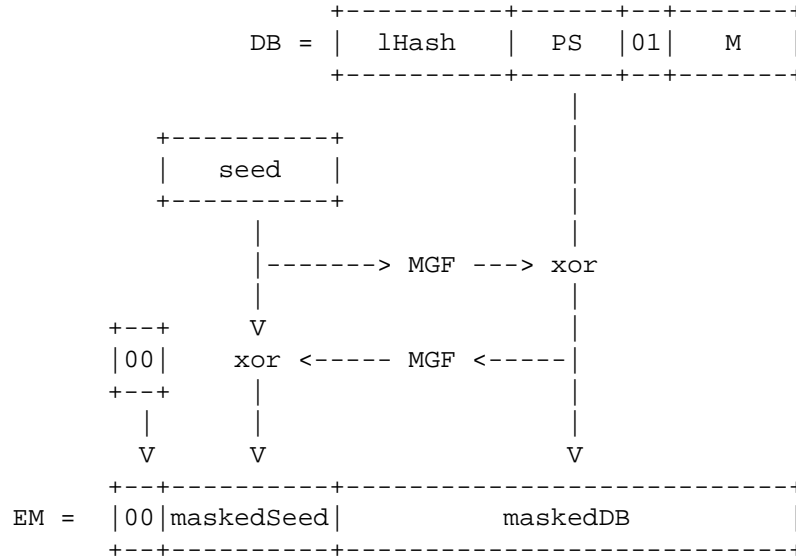 +----------+------+--+-------+
DB = | lHash | PS |01| M |
+----------+------+--+-------+
|
+----------+ |
| seed | |
+----------+ |
| |
|-------> MGF ---> xor
| |
+--+ V |
|00| xor <----- MGF <-----|
+--+ | |
| | |
V V V
+--+----------+----------------------------+
EM = |00|maskedSeed| maskedDB |
+--+----------+----------------------------+